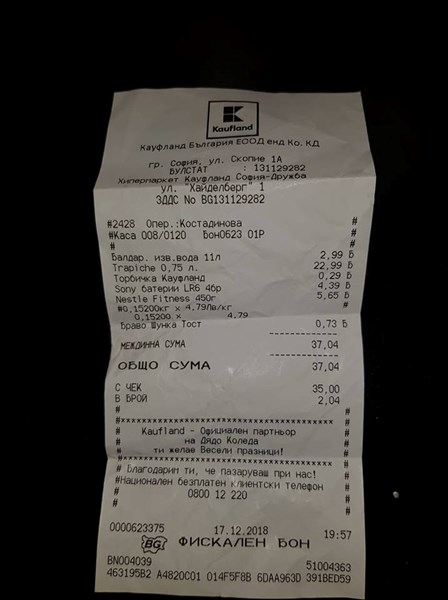 K
Kaufland
Кауфланд България ЕООД енд Ко. КД
гр. София, ул. Скопие 1А
БУЛСТАТ : 131129282
Хипермаркет Кауфланд София-Дружба
ул. "Хайделберг" 1
ЗДДС No BG131129282
#2428 Опер.:Костадинова #
#Каса 008/0120 Бон0623 01Р #
# #
Балдар. изв.вода 11л 2,99 Б
Trapiche 0,75 л. 22,99 Б
Торбичка Кауфланд 0,29 Б
Sony батерии LR6 4бр 4,39 Б
Nestle Fitness 450г 5,65 Б
#0,15200кг x 4,79лв/кг
0,15200 x 4,79
Браво Шунка Тост 0,73 Б
МЕЖДИННА СУМА 37,04
ОБЩО СУМА 37,04
С ЧЕК 35,00
В БРОЙ 2,04
# #
# Kaufland - Официален партньор #
# на Дядо Коледа #
# ти желае Весели празници! #
# Благодарим ти, че пазаруваш при нас! #
#Национален безплатен клиентски телефон #
# 0800 12 220 #
0000623375 17.12.2018 19:57
BG ФИСКАЛЕН БОН
BN004039 51004363
463195B2 A4820C01 014F5F8B 6DAA963D 391BED59